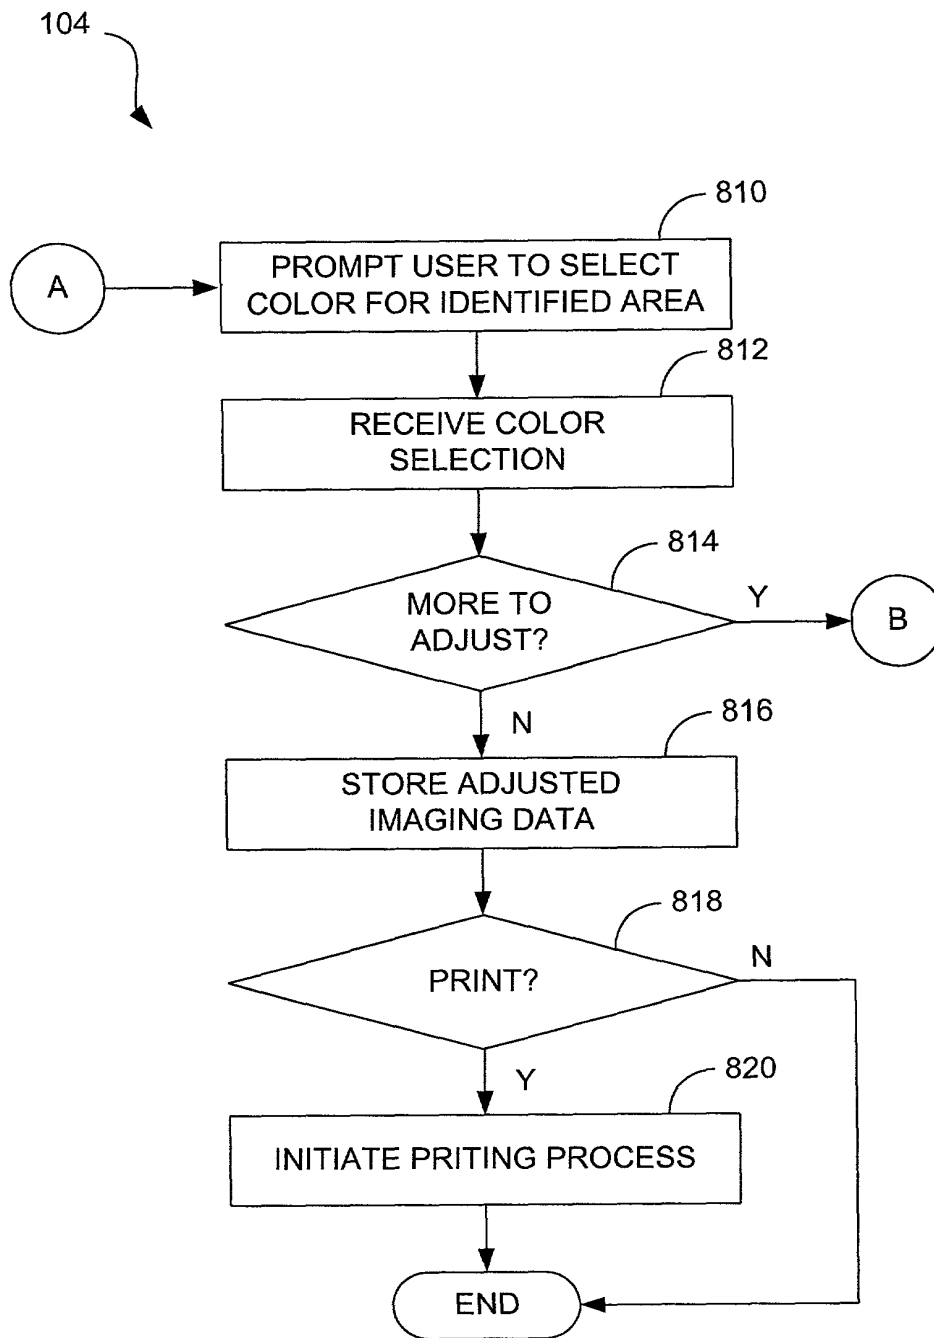 104
810
A
PROMPT USER TO SELECT
COLOR FOR IDENTIFIED AREA
812
RECEIVE COLOR
SELECTION
814
MORE TO
ADJUST?
Y
B
N
816
STORE ADJUSTED
IMAGING DATA
818
PRINT?
N
Y
820
INITIATE PRITING PROCESS
END